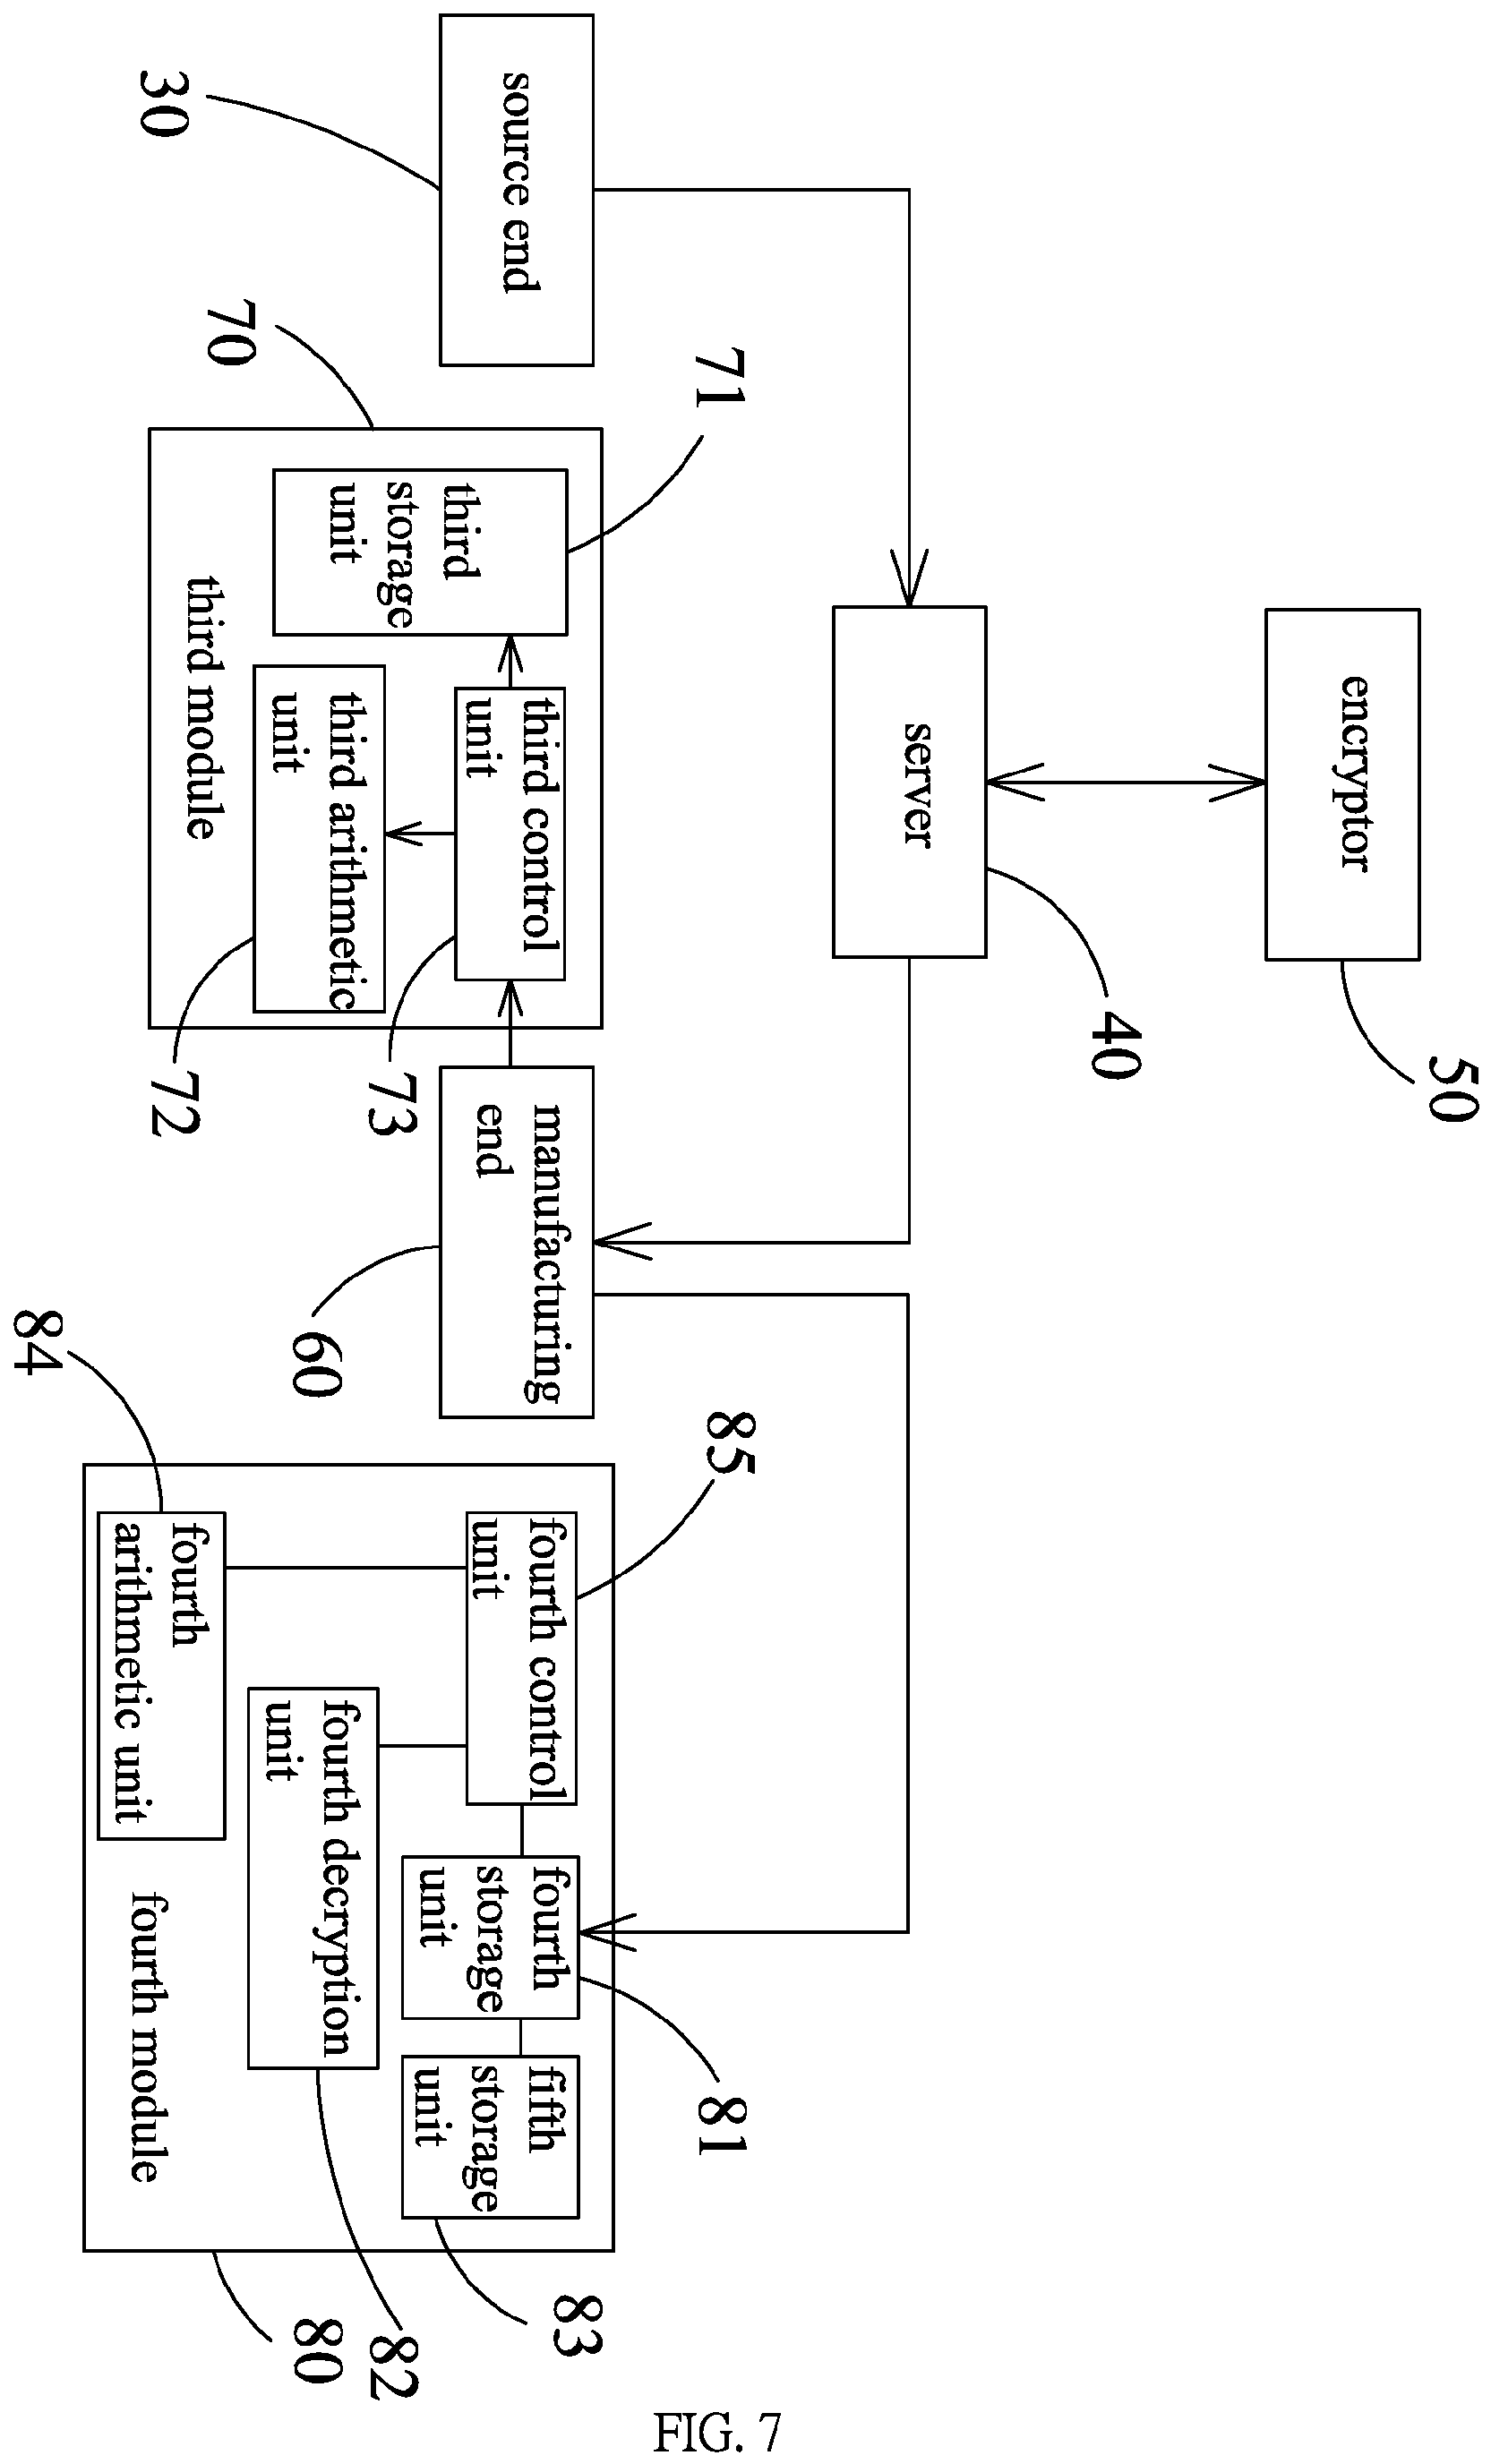 encryptor
50
server
40
source end
30
70
71
third
storage
unit
third control
unit
73
third arithmetic
unit
72
third module
manufacturing
end
60
85
fourth control
unit
84
fourth
arithmetic unit
fourth decryption
unit
82
fourth
storage
unit
81
fifth
storage
unit
83
fourth module
80
FIG. 7